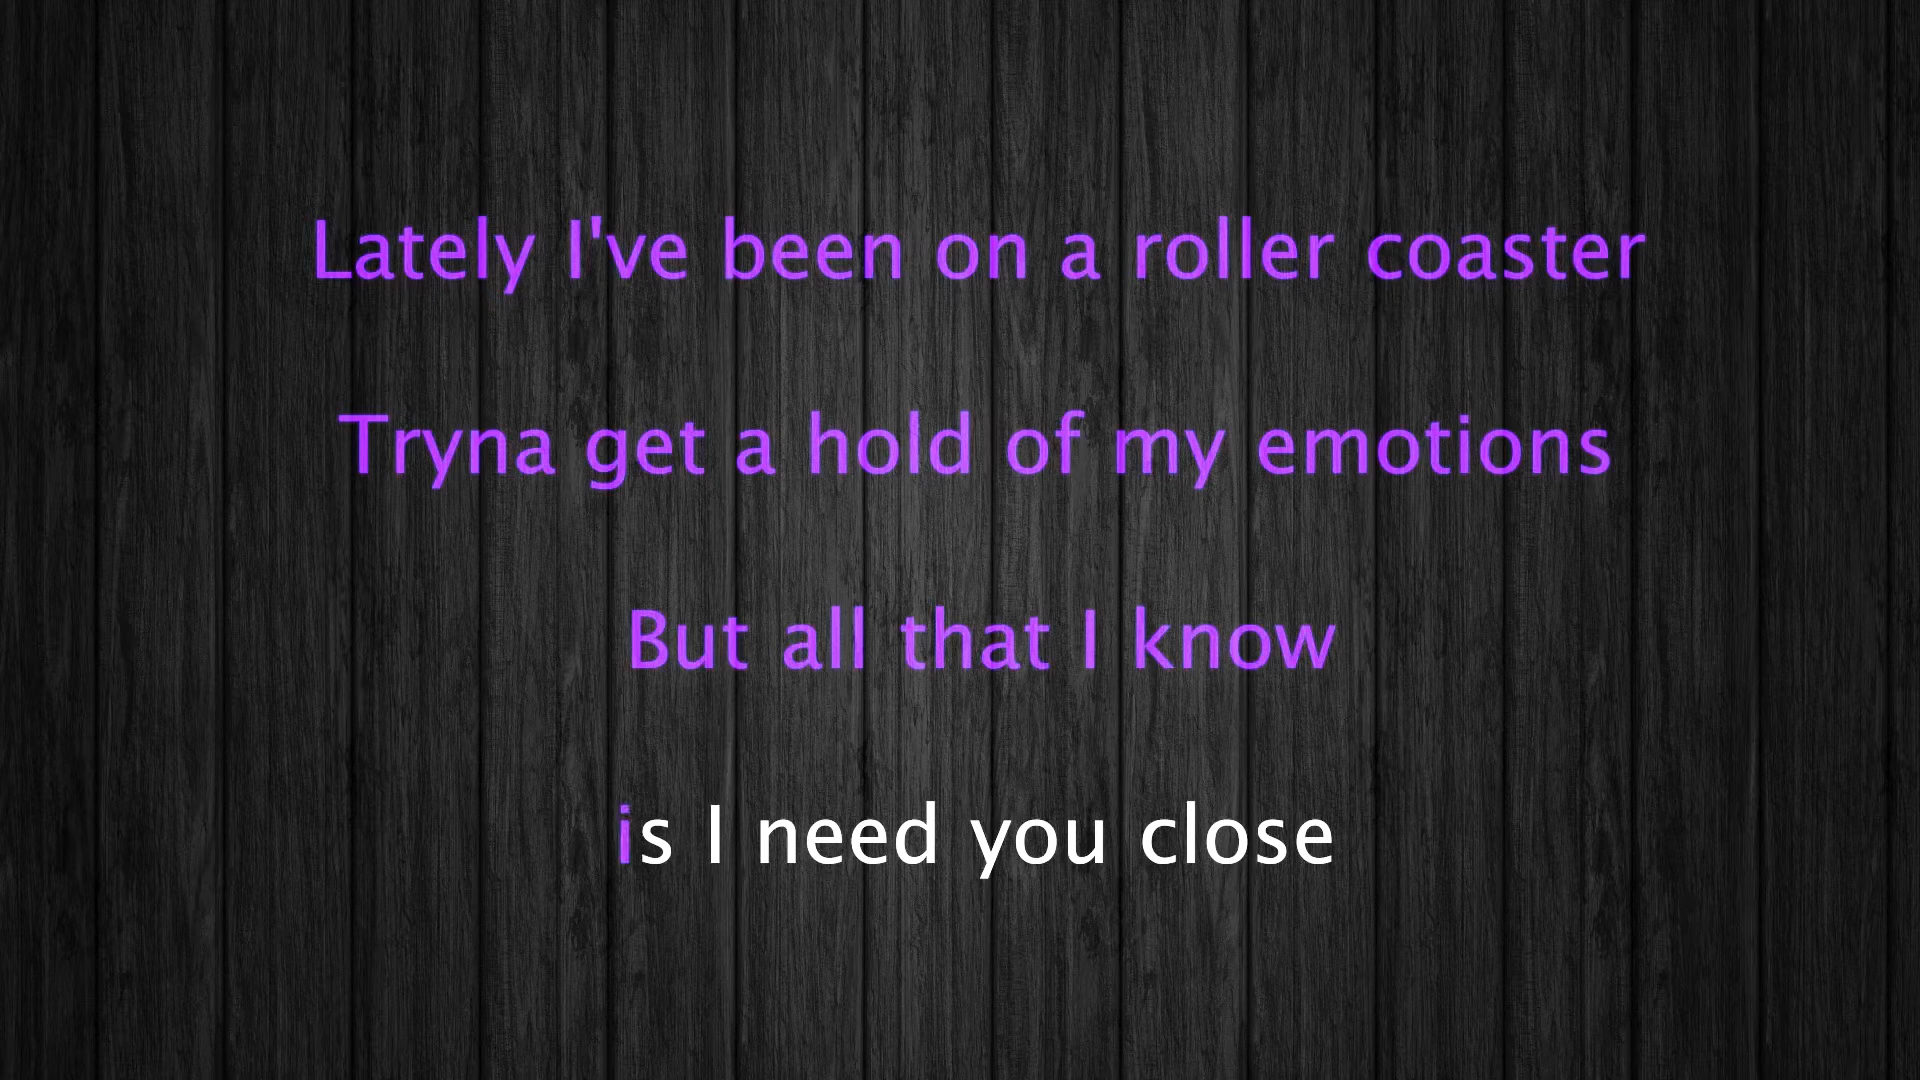 Lately I've been on a roller coaster
Tryna get a hold of my emotions
But all that I know
is I need you close